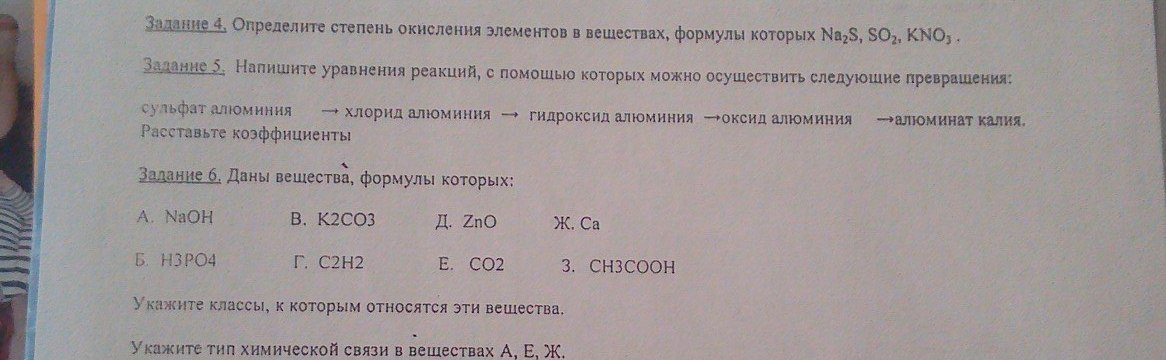 Задание 4. Определите степень окисления элементов в веществах, формулы которых Na₂S, SO₂, KNO₃ .
Задание 5. Напишите уравнения реакций, с помощью которых можно осуществить следующие превращения:
сульфат алюминия → хлорид алюминия → гидроксид алюминия →оксид алюминия →алюминат калия.
Расставьте коэффициенты
Задание 6. Даны вещества, формулы которых:
А. NaOH В. K2CO3 Д. ZnO Ж. Ca
Б. H3PO4 Г. C2H2 Е. CO2 З. CH3COOH
Укажите классы, к которым относятся эти вещества.
Укажите тип химической связи в веществах А, Е, Ж.